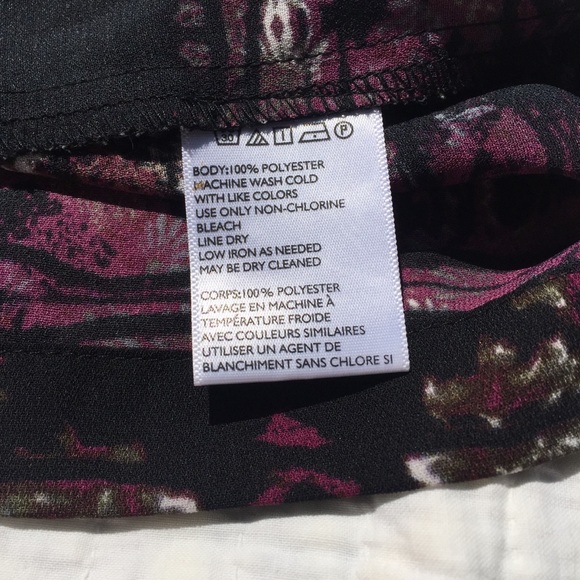 P
BODY:100% POLYESTER
MACHINE WASH COLD
WITH LIKE COLORS
USE ONLY NON-CHLORINE
BLEACH
LINE DRY
LOW IRON AS NEEDED
MAY BE DRY CLEANED
CORPS:100% POLYESTER
LAVAGE EN MACHINE À
TEMPÉRATURE FROIDE
AVEC COULEURS SIMILAIRES
UTILISER UN AGENT DE
BLANCHIMENT SANS CHLORE SI